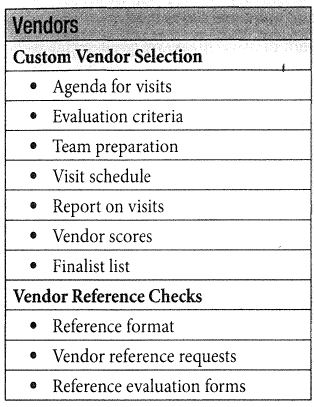 Vendors
Custom Vendor Selection
• Agenda for visits
• Evaluation criteria
• Team preparation
• Visit schedule
• Report on visits
• Vendor scores
• Finalist list
Vendor Reference Checks
• Reference format
• Vendor reference requests
• Reference evaluation forms